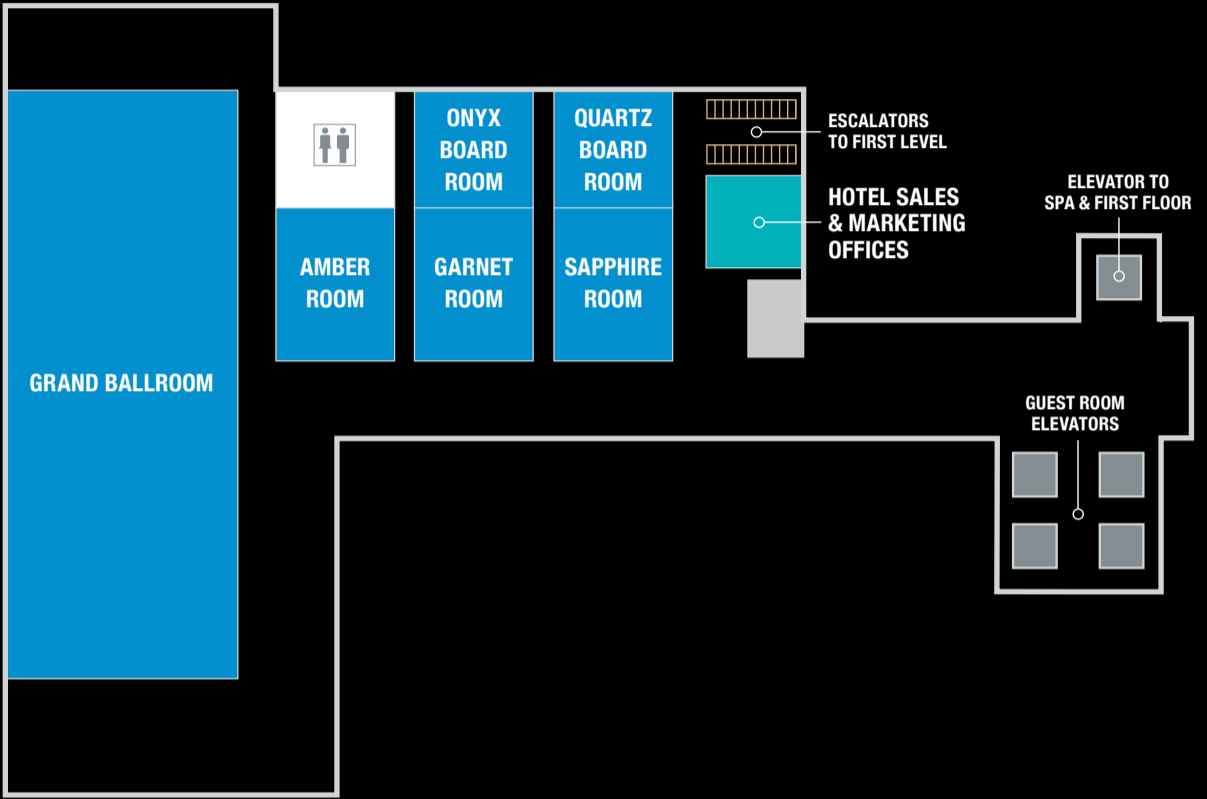 ONYX
BOARD
ROOM
QUARTZ
BOARD
ROOM
ESCALATORS
TO FIRST LEVEL
ELEVATOR TO
SPA & FIRST FLOOR
HOTEL SALES
& MARKETING
OFFICES
AMBER
ROOM
GARNET
ROOM
SAPPHIRE
ROOM
GRAND BALLROOM
GUEST ROOM
ELEVATORS